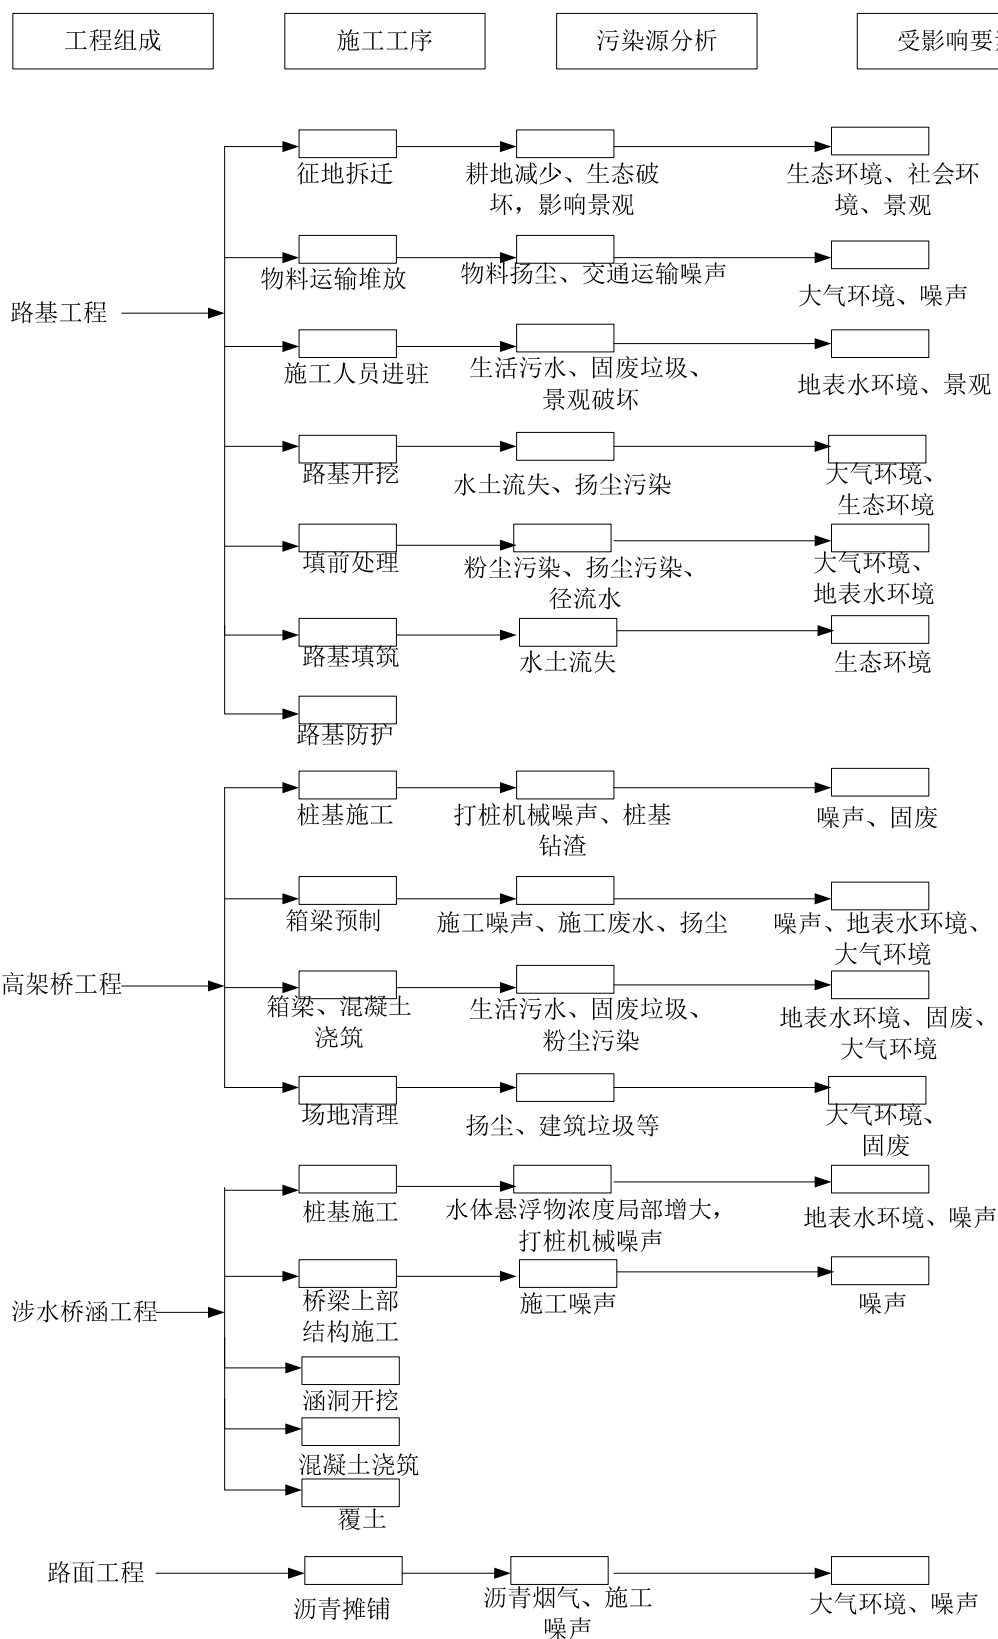 工程组成
施工工序
污染源分析
受影响要
征地拆迁
耕地减少、生态破
坏，影响景观
生态环境、社会环
境、景观
物料运输堆放
物料扬尘、交通运输噪声
大气环境、噪声
路基工程
施工人员进驻
生活污水、固废垃圾、
景观破坏
地表水环境、景观
路基开挖
水土流失、扬尘污染
大气环境、
生态环境
填前处理
粉尘污染、扬尘污染、
径流水
大气环境、
地表水环境
路基填筑
水土流失
生态环境
路基防护
桩基施工
打桩机械噪声、桩基
钻渣
噪声、固废
箱梁预制
施工噪声、施工废水、扬尘
噪声、地表水环境、
大气环境
高架桥工程
箱梁、混凝土
浇筑
生活污水、固废垃圾、
粉尘污染
地表水环境、固废、
大气环境
场地清理
扬尘、建筑垃圾等
大气环境、
固废
桩基施工
水体悬浮物浓度局部增大，
打桩机械噪声
地表水环境、噪声
涉水桥涵工程
桥梁上部
结构施工
施工噪声
噪声
涵洞开挖
混凝土浇筑
覆土
路面工程
沥青摊铺
沥青烟气、施工
噪声
大气环境、噪声